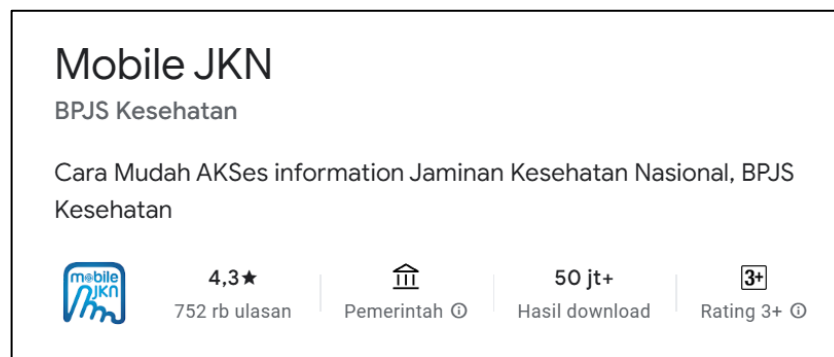 Mobile JKN
BPJS Kesehatan
Cara Mudah AKSes information Jaminan Kesehatan Nasional, BPJS
Kesehatan
mobile
JKN
4,3★
752 rb ulasan
Pemerintah
50 jt+
Hasil download
3+
Rating 3+